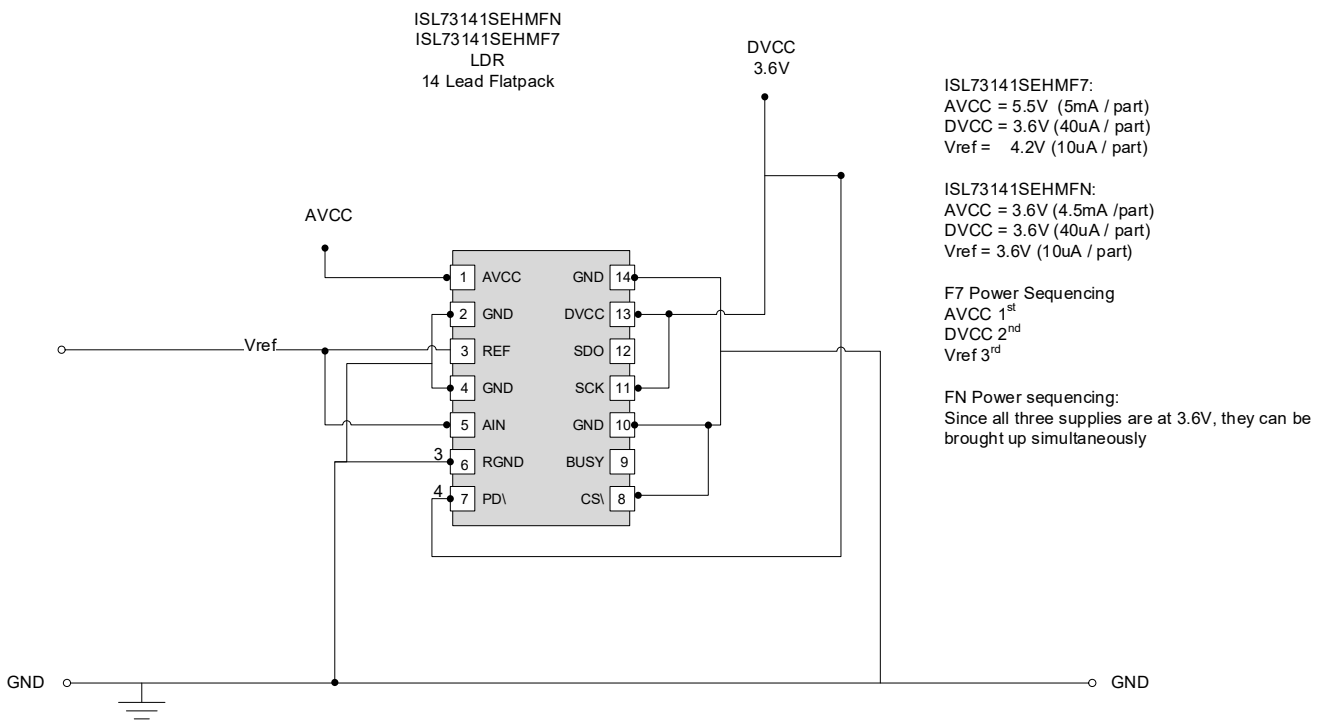 ISL73141SEHMFN
ISL73141SEHMF7
LDR
14 Lead Flatpack
DVCC
3.6V
ISL73141SEHMF7:
AVCC = 5.5V (5mA / part)
DVCC = 3.6V (40uA / part)
Vref = 4.2V (10uA / part)
ISL73141SEHMFN:
AVCC = 3.6V (4.5mA /part)
DVCC = 3.6V (40uA / part)
Vref = 3.6V (10uA / part)
F7 Power Sequencing
AVCC 1st
DVCC 2nd
Vref 3rd
FN Power sequencing:
Since all three supplies are at 3.6V, they can be
brought up simultaneously
AVCC
Vref
1 AVCC GND 14
2 GND DVCC 13
3 REF SDO 12
4 GND SCK 11
5 AIN GND 10
3 6 RGND BUSY 9
4 7 PD\ CS\ 8
GND GND